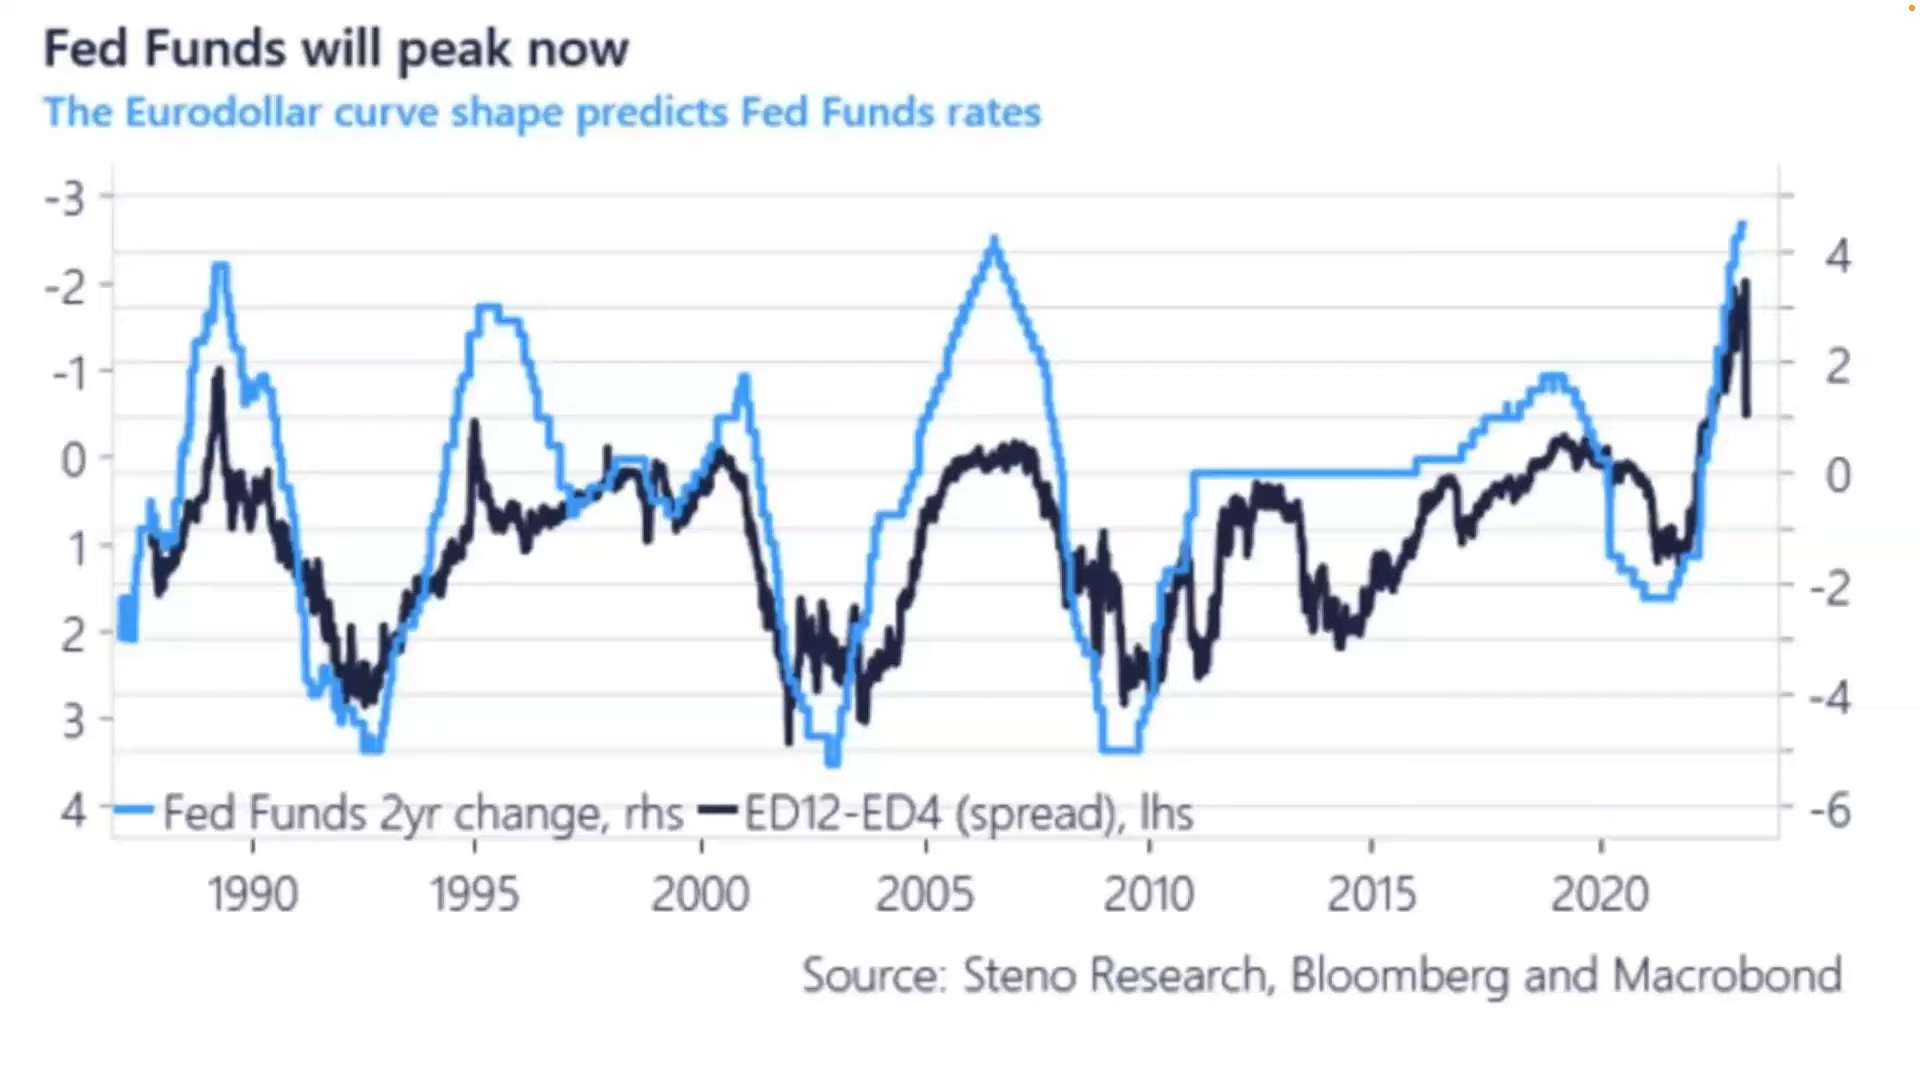 Fed Funds will peak now
The Eurodollar curve shape predicts Fed Funds rates
-3
-2
-1
0
1
2
3
4
4
2
0
-2
-4
-6
Fed Funds 2yr change, rhs ED12-ED4 (spread), lhs
1990 1995 2000 2005 2010 2015 2020
Source: Steno Research, Bloomberg and Macrobond